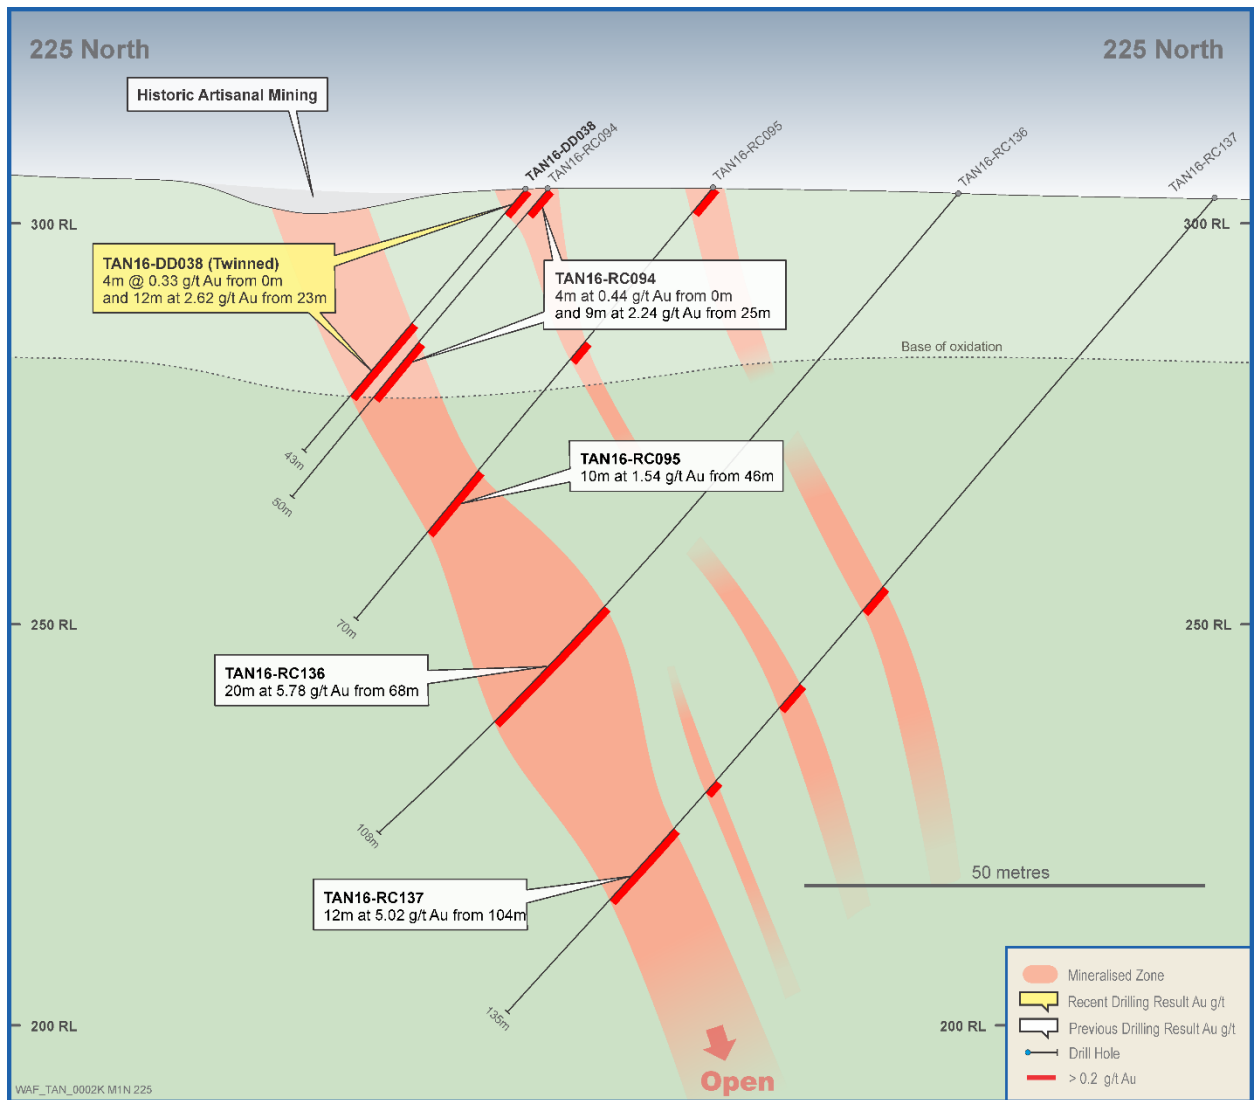 225 North
225 North
Historic Artisanal Mining
TAN16-DD038
TAN16-RC094
TAN16-RC095
TAN16-RC136
TAN16-RC137
300 RL
300 RL
TAN16-DD038 (Twinned)
4m @ 0.33 g/t Au from 0m
and 12m at 2.62 g/t Au from 23m
TAN16-RC094
4m at 0.44 g/t Au from 0m
and 9m at 2.24 g/t Au from 25m
Base of oxidation
43m
50m
TAN16-RC095
10m at 1.54 g/t Au from 46m
70m
250 RL
250 RL
TAN16-RC136
20m at 5.78 g/t Au from 68m
108m
50 metres
TAN16-RC137
12m at 5.02 g/t Au from 104m
135m
200 RL
200 RL
Open
Mineralised Zone
Recent Drilling Result Au g/t
Previous Drilling Result Au g/t
Drill Hole
> 0.2 g/t Au
WAF_TAN_0002K M1N 225